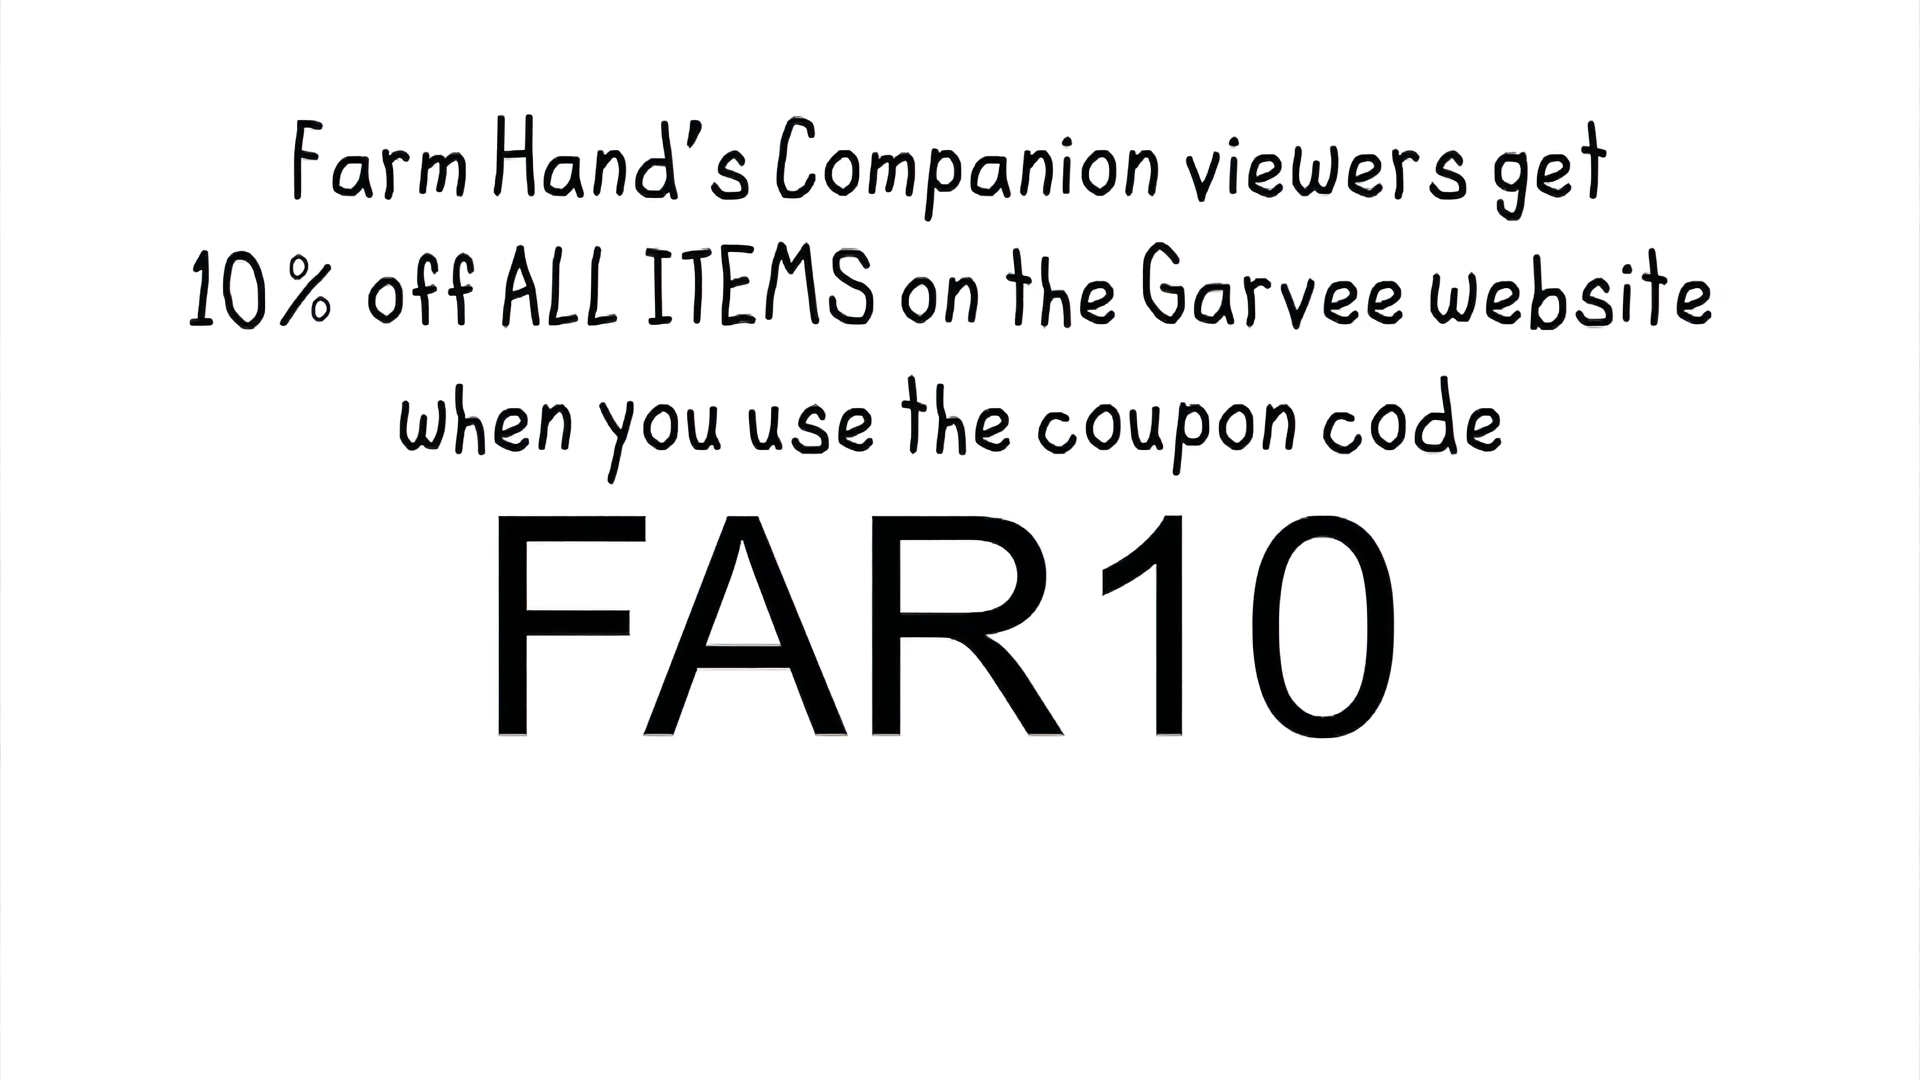 Farm Hand's Companion viewers get
10% off ALL ITEMS on the Garvee website
when you use the coupon code
FAR10